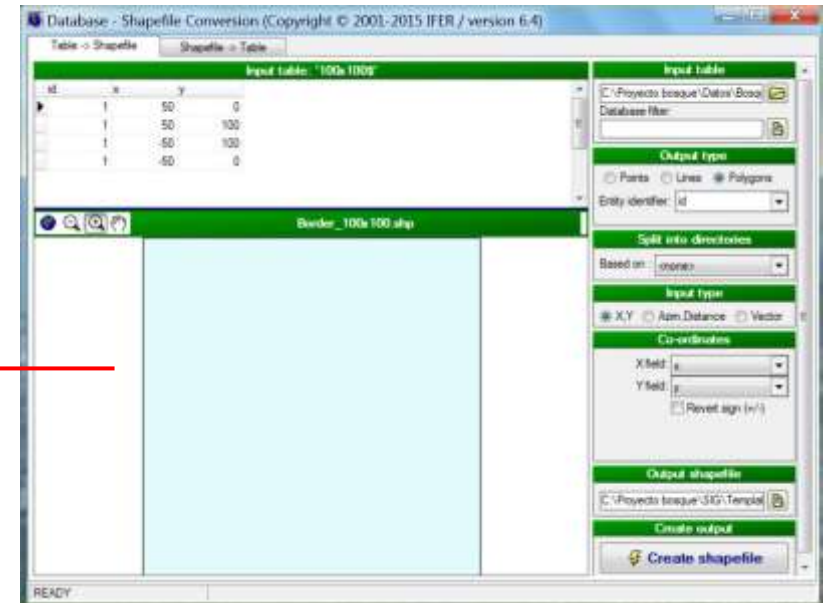 Database - Shapefile Conversion (Copyright © 2001-2015 IFER / version 6.4)
Table -> Shapefile
Shapefile -> Table
Input table: "100x100$"
id x y
1 50 0
1 50 100
1 -50 100
1 -50 0
Border_100x100.shp
Input table
C:\Proyecto bosque\Datos\Bosq
Database filter:
Output type
Points Lines Polygons
Entity identifier: id
Split into directories
Based on: <none>
Input type
X,Y Azm.Distance Vector
Co-ordinates
X field: x
Y field: y
Revert sign (+/-)
Output shapefile
C:\Proyecto bosque\SIG\Templat
Create output
Create shapefile
READY